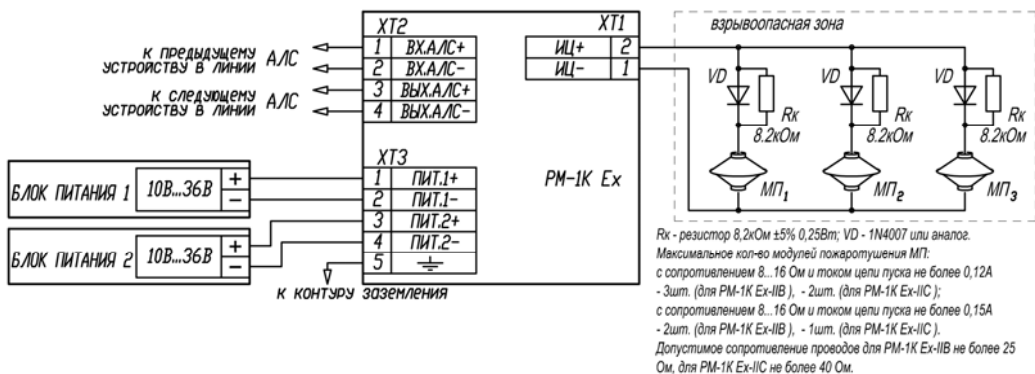 XT2
1 ВХ.АЛС+
2 ВХ.АЛС-
3 ВЫХ.АЛС+
4 ВЫХ.АЛС-
К ПРЕДЫДУЩЕМУ
УСТРОЙСТВУ В ЛИНИИ
АЛС
К СЛЕДУЮЩЕМУ
УСТРОЙСТВУ В ЛИНИИ
АЛС
XT3
1 ПИТ.1+
2 ПИТ.1-
3 ПИТ.2+
4 ПИТ.2-
5
БЛОК ПИТАНИЯ 1 10В...36В + -
БЛОК ПИТАНИЯ 2 10В...36В + -
К КОНТУРУ ЗАЗЕМЛЕНИЯ
PM-1К Ex
XT1
ИЦ+ 2
ИЦ- 1
взрывоопасная зона
VD
Rк
8.2кОм
МП1
VD
Rк
8.2кОм
МП2
VD
Rк
8.2кОм
МП3
Rк - резистор 8,2кОм ±5% 0,25Вт; VD - 1N4007 или аналог.
Максимальное кол-во модулей пожаротушения МП:
с сопротивлением 8...16 Ом и током цепи пуска не более 0,12А
- 3шт. (для РМ-1К Ex-IIB ), - 2шт. (для РМ-1К Ex-IIC );
с сопротивлением 8...16 Ом и током цепи пуска не более 0,15А
- 2шт. (для РМ-1К Ex-IIB ), - 1шт. (для РМ-1К Ex-IIC ).
Допустимое сопротивление проводов для РМ-1К Ex-IIB не более 25
Ом, для РМ-1К Ex-IIC не более 40 Ом.